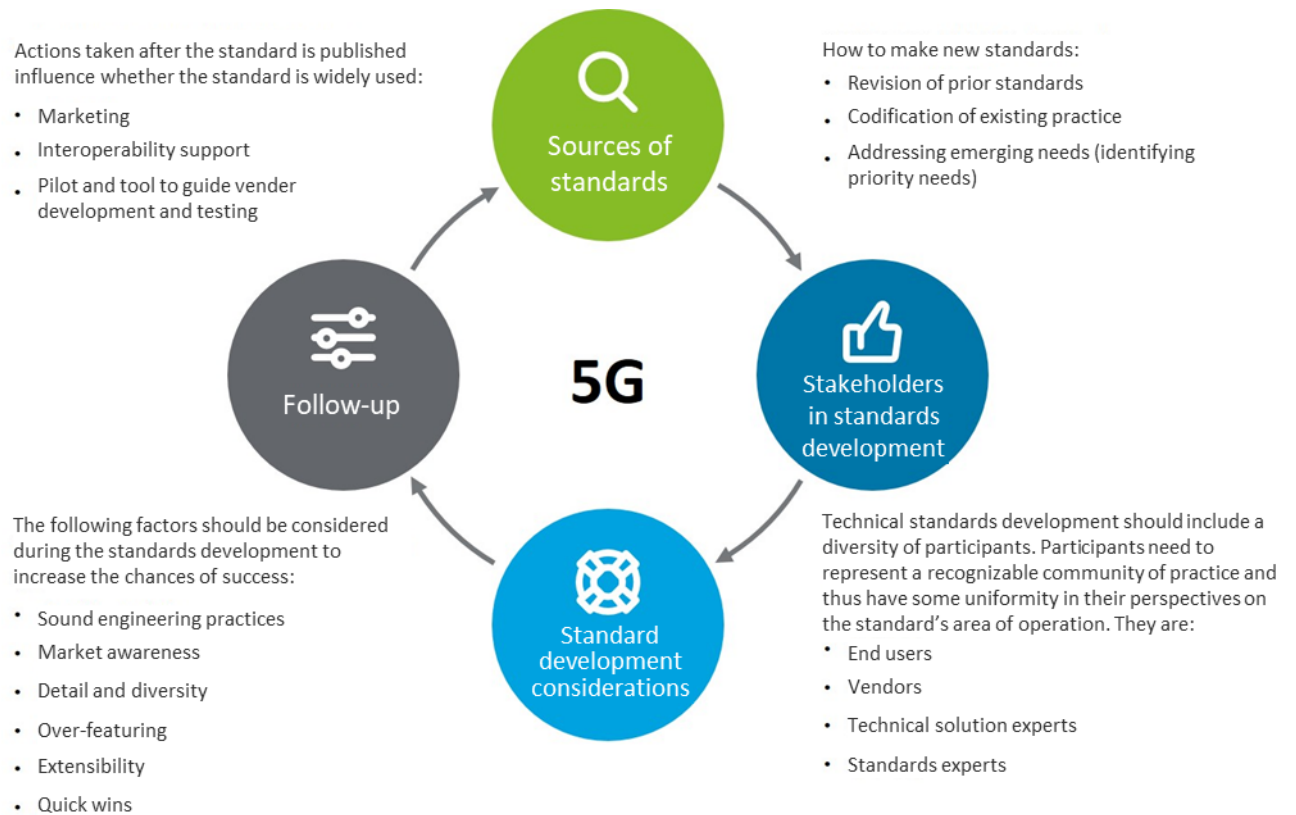 Actions taken after the standard is published
influence whether the standard is widely used:
• Marketing
• Interoperability support
• Pilot and tool to guide vender
development and testing
Sources of
standards
How to make new standards:
• Revision of prior standards
• Codification of existing practice
• Addressing emerging needs (identifying
priority needs)
Follow-up
5G
Stakeholders
in standards
development
The following factors should be considered
during the standards development to
increase the chances of success:
• Sound engineering practices
• Market awareness
• Detail and diversity
• Over-featuring
• Extensibility
• Quick wins
Standard
development
considerations
Technical standards development should include a
diversity of participants. Participants need to
represent a recognizable community of practice and
thus have some uniformity in their perspectives on
the standard's area of operation. They are:
• End users
• Vendors
• Technical solution experts
• Standards experts